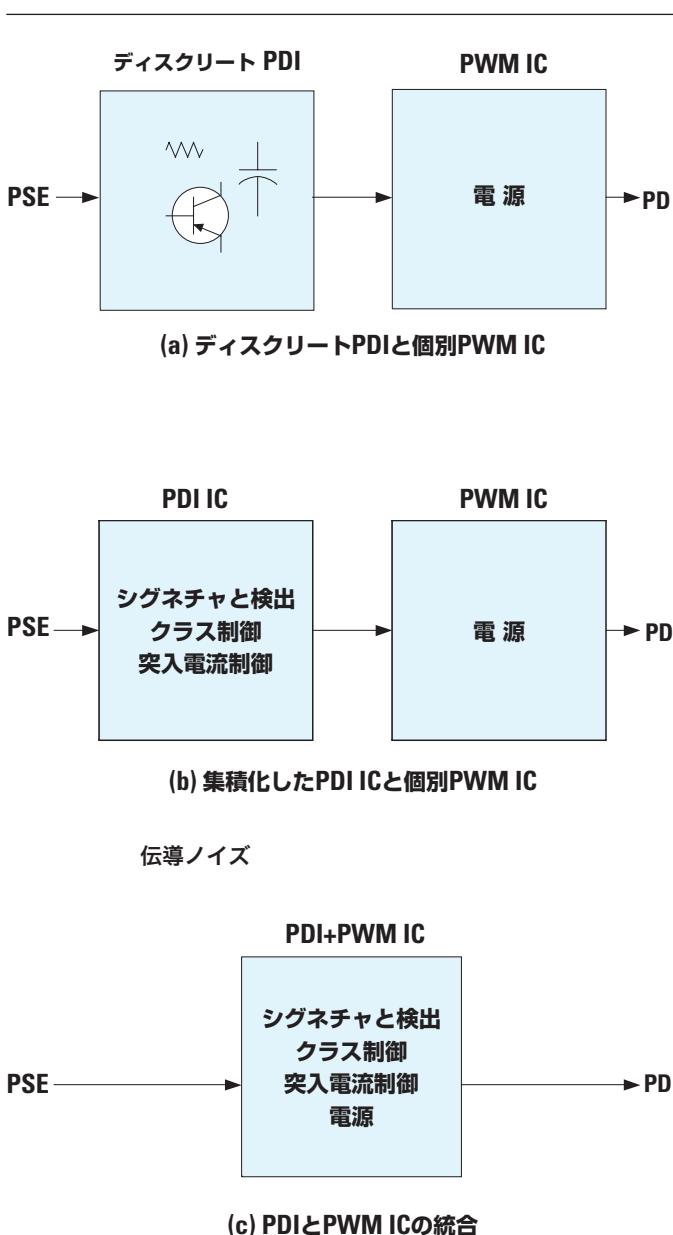 ディスクリート PDI
PWM IC
PSE
電 源
PD
(a) ディスクリートPDIと個別PWM IC
PDI IC
PWM IC
PSE
シグネチャと検出
クラス制御
突入電流制御
電 源
PD
(b) 集積化したPDI ICと個別PWM IC
伝導ノイズ
PDI+PWM IC
PSE
シグネチャと検出
クラス制御
突入電流制御
電源
PD
(c) PDIとPWM ICの統合